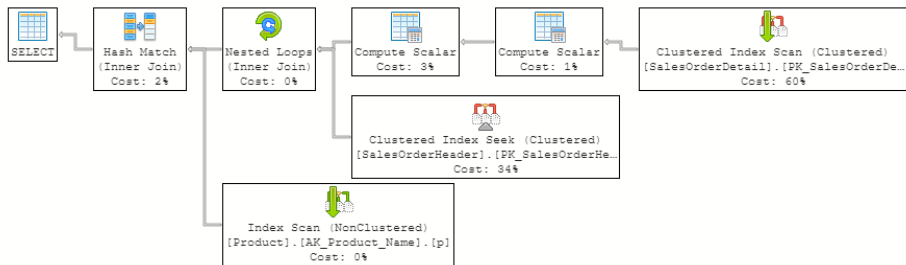 SELECT
Hash Match
(Inner Join)
Cost: 2%
Nested Loops
(Inner Join)
Cost: 0%
Compute Scalar
Cost: 3%
Compute Scalar
Cost: 1%
Clustered Index Scan (Clustered)
[SalesOrderDetail].[PK_SalesOrderDe…
Cost: 60%
Clustered Index Seek (Clustered)
[SalesOrderHeader].[PK_SalesOrderHe…
Cost: 34%
Index Scan (NonClustered)
[Product].[AK_Product_Name].[p]
Cost: 0%